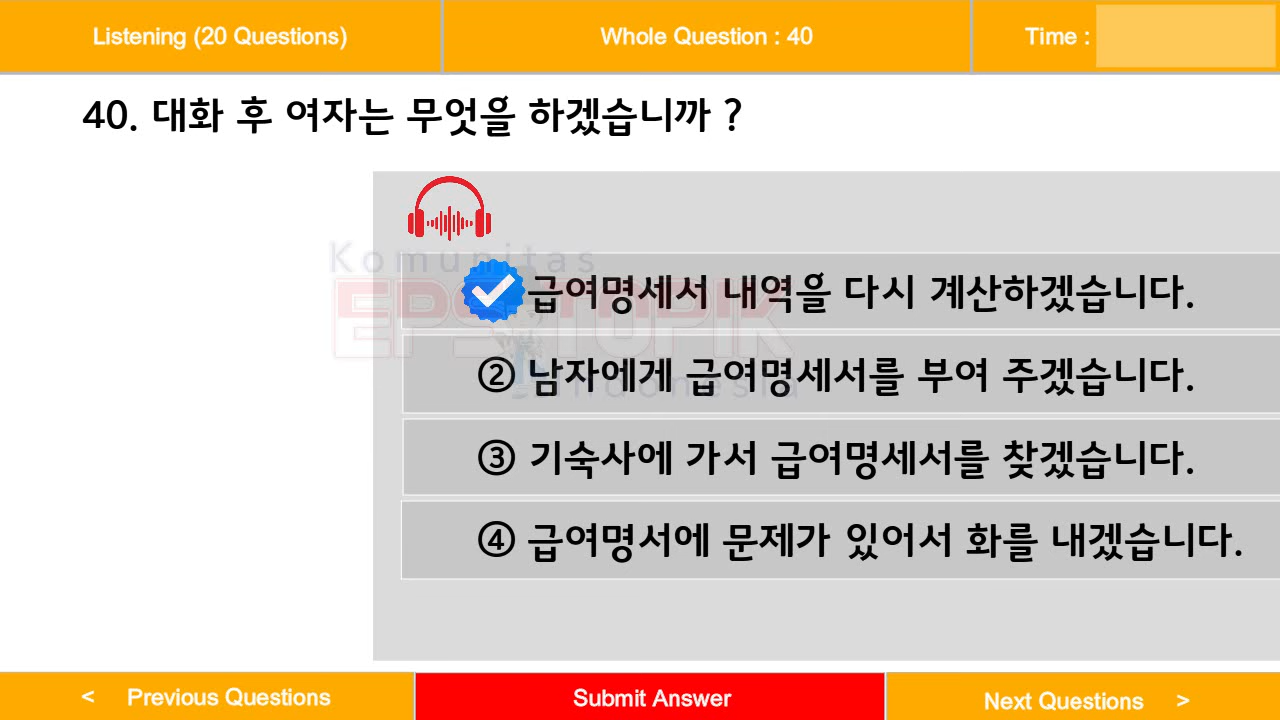 Listening (20 Questions)
Whole Question : 40
Time :
40. 대화 후 여자는 무엇을 하겠습니까 ?
Komunitas
EPS TOPIK
Indonesia
급여명세서 내역을 다시 계산하겠습니다.
② 남자에게 급여명세서를 부여 주겠습니다.
③ 기숙사에 가서 급여명세서를 찾겠습니다.
④ 급여명서에 문제가 있어서 화를 내겠습니다.
< Previous Questions
Submit Answer
Next Questions >